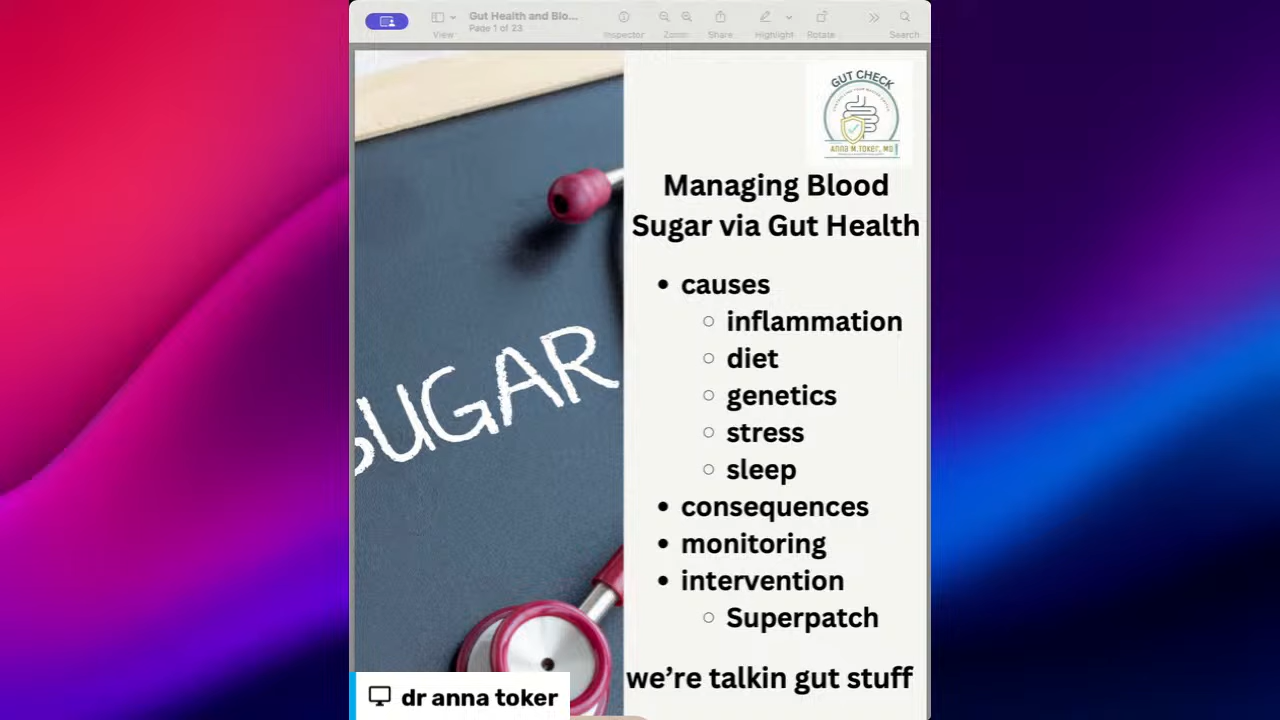 Gut Health and Blo...
Page 1 of 23
View
Inspector
Zoom
Share
Highlight
Rotate
Search
GUT CHECK
ANNA M.TOKER, MD
Managing Blood
Sugar via Gut Health
causes
inflammation
diet
genetics
stress
sleep
consequences
monitoring
intervention
Superpatch
we're talkin gut stuff
SUGAR
dr anna toker